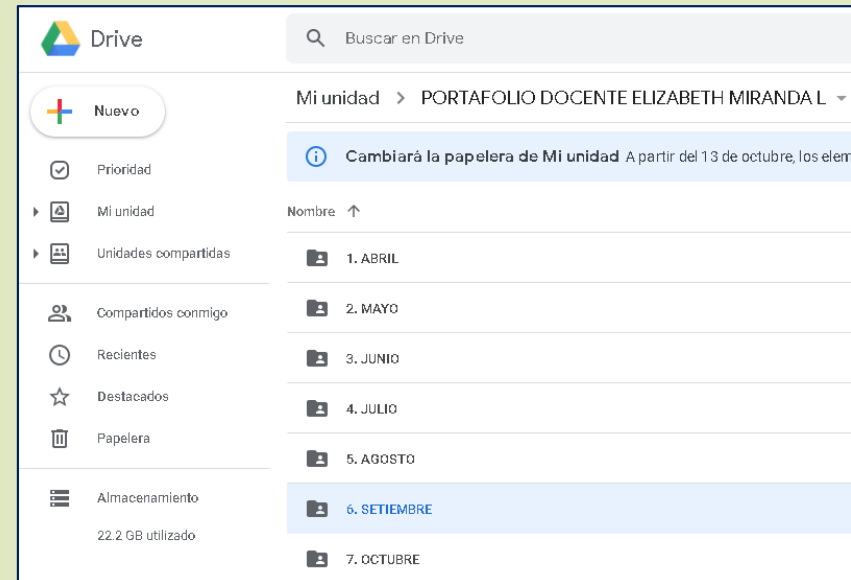 Drive
Buscar en Drive
Nuevo
Mi unidad > PORTAFOLIO DOCENTE ELIZABETH MIRANDA L
Cambiará la papelera de Mi unidad A partir del 13 de octubre, los
Prioridad
Mi unidad
Unidades compartidas
Compartidos conmigo
Recientes
Destacados
Papelera
Almacenamiento
22.2 GB utilizado
Nombre
1. ABRIL
2. MAYO
3. JUNIO
4. JULIO
5. AGOSTO
6. SETIEMBRE
7. OCTUBRE